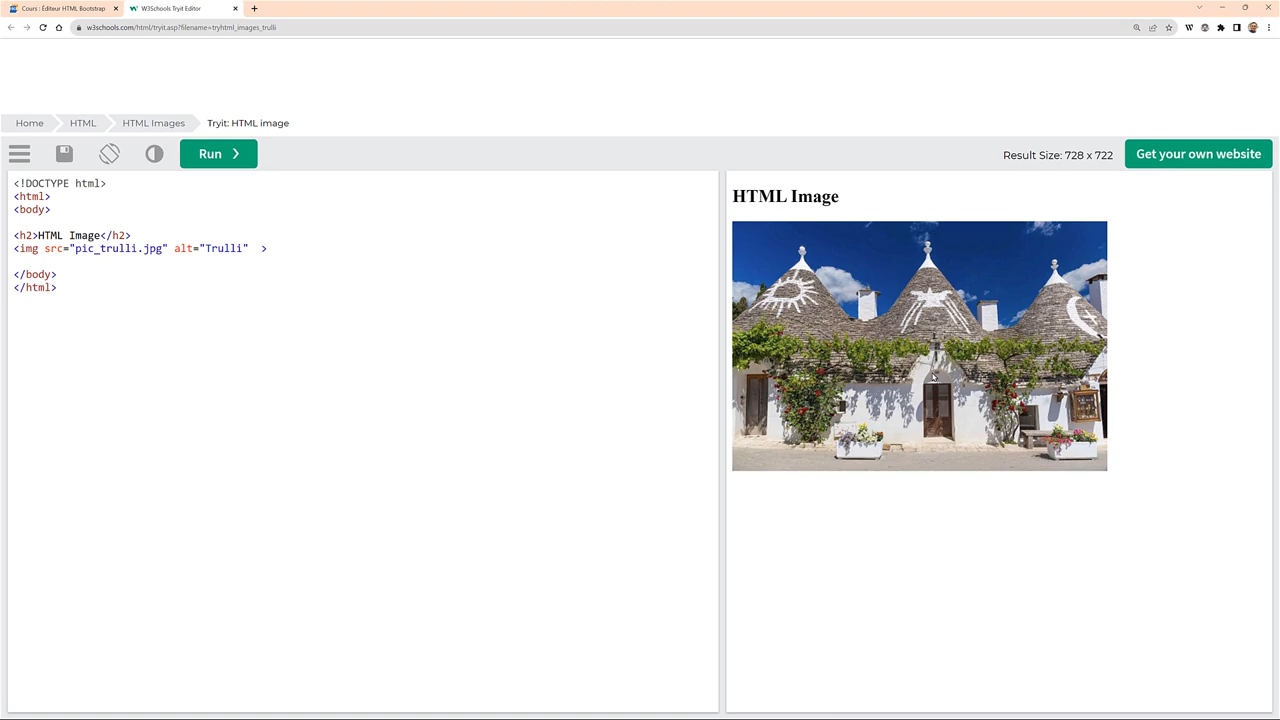 Cours : Éditeur HTML Bootstrap
W3Schools Tryit Editor
w3schools.com/html/tryit.asp?filename=tryhtml_images_trulli
Home
HTML
HTML Images
Tryit: HTML image
Run ❯
Result Size: 728 x 722
Get your own website
<!DOCTYPE html>
<html>
<body>
<h2>HTML Image</h2>
<img src="pic_trulli.jpg" alt="Trulli"  >
</body>
</html>
HTML Image